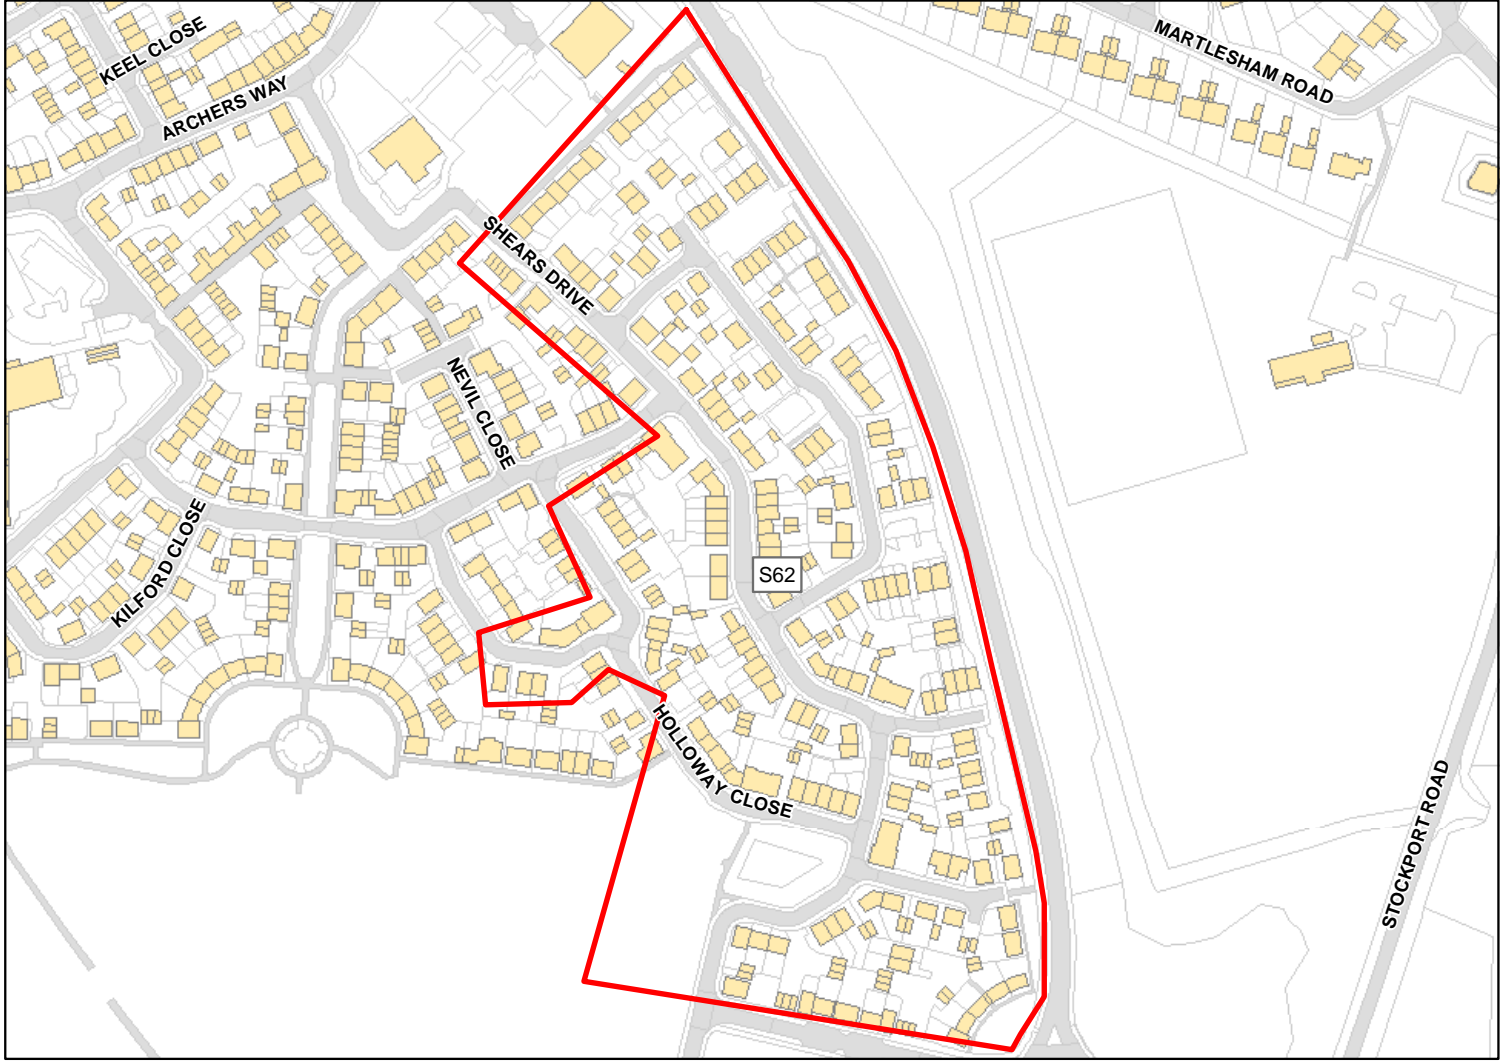 KEEL CLOSE
MARTLESHAM ROAD
ARCHERS WAY
SHEARS DRIVE
NEVIL CLOSE
KILFORD CLOSE
S62
HOLLOWAY CLOSE
STOCKPORT ROAD